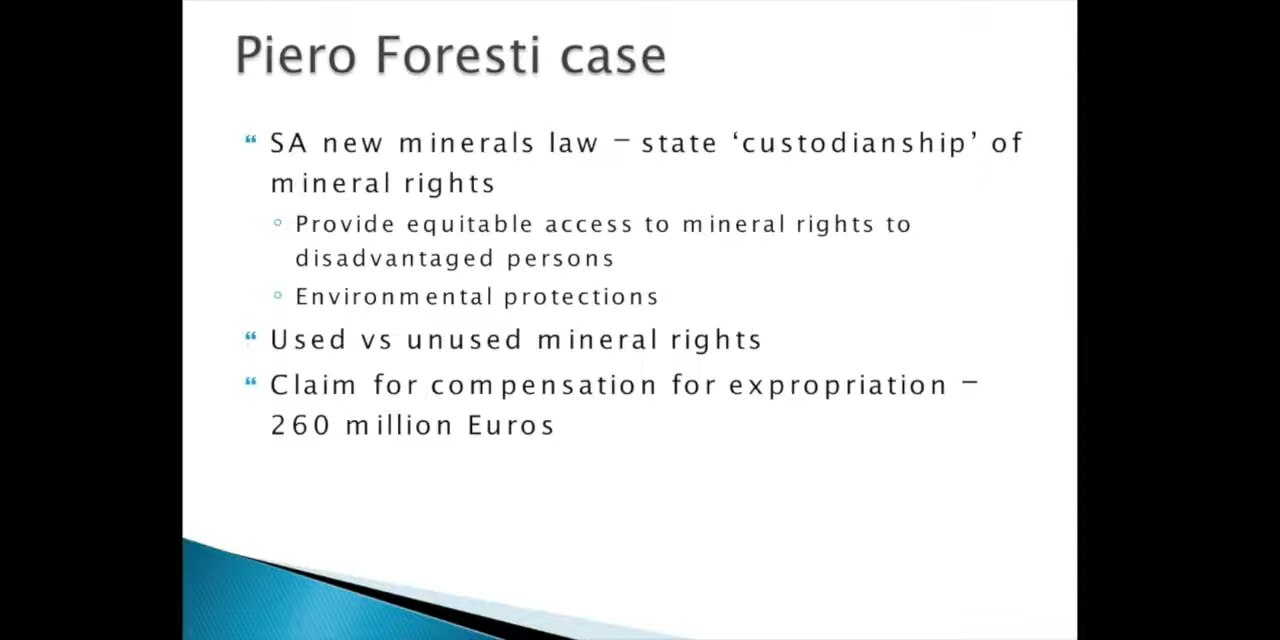 Piero Foresti case
SA new minerals law – state ‘custodianship’ of
mineral rights
Provide equitable access to mineral rights to
disadvantaged persons
Environmental protections
Used vs unused mineral rights
Claim for compensation for expropriation –
260 million Euros